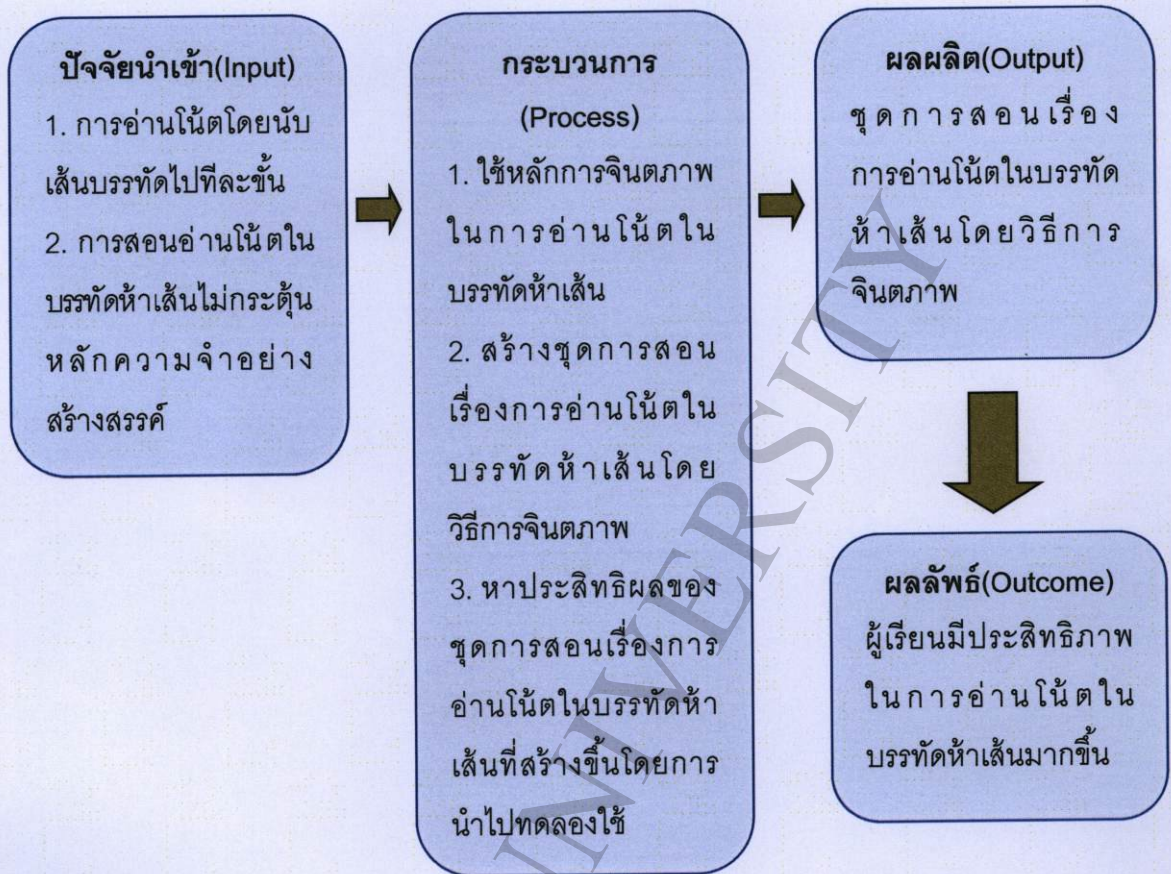 ปัจจัยนำเข้า(Input)
1. การอ่านโน้ตโดยนับ
เส้นบรรทัดไปทีละขั้น
2. การสอนอ่านโน้ตใน
บรรทัดห้าเส้นไม่กระตุ้น
หลักความจำอย่าง
สร้างสรรค์
กระบวนการ
(Process)
1. ใช้หลักการจินตภาพ
ในการอ่านโน้ตใน
บรรทัดห้าเส้น
2. สร้างชุดการสอน
เรื่องการอ่านโน้ตใน
บรรทัดห้าเส้นโดย
วิธีการจินตภาพ
3. หาประสิทธิผลของ
ชุดการสอนเรื่องการ
อ่านโน้ตในบรรทัดห้า
เส้นที่สร้างขึ้นโดยการ
นำไปทดลองใช้
ผลผลิต(Output)
ชุดการสอนเรื่อง
การอ่านโน้ตในบรรทัด
ห้าเส้นโดยวิธีการ
จินตภาพ
ผลลัพธ์(Outcome)
ผู้เรียนมีประสิทธิภาพ
ในการอ่านโน้ตใน
บรรทัดห้าเส้นมากขึ้น
UNIVERSITY